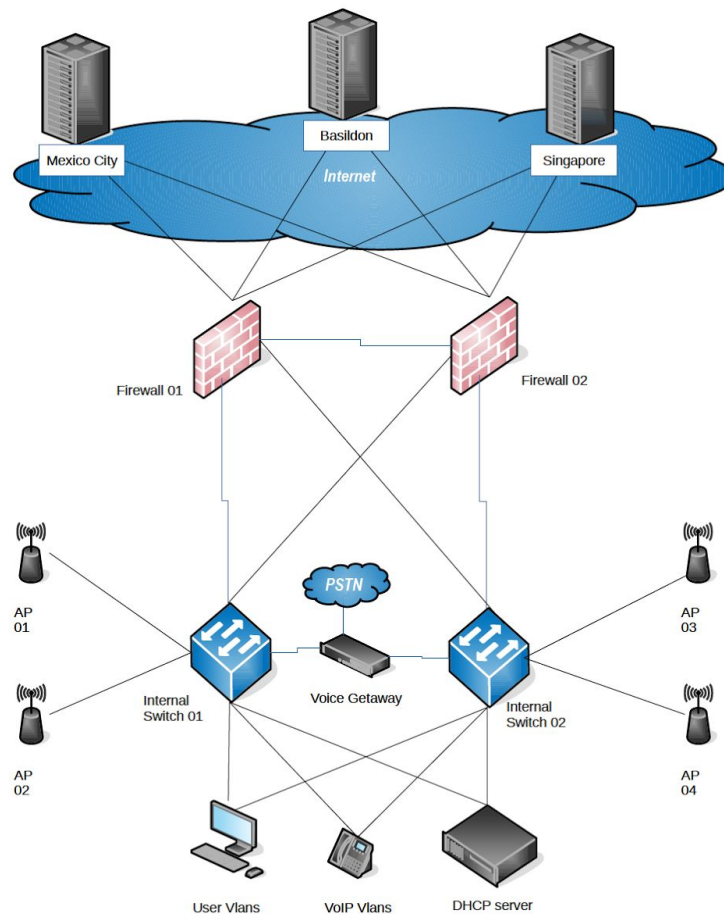 Mexico City
Basildon
Singapore
Internet
Firewall 01
Firewall 02
PSTN
AP
01
AP
03
Internal
Switch 01
Voice Getaway
Internal
Switch 02
AP
02
AP
04
User Vlans
VoIP Vlans
DHCP server